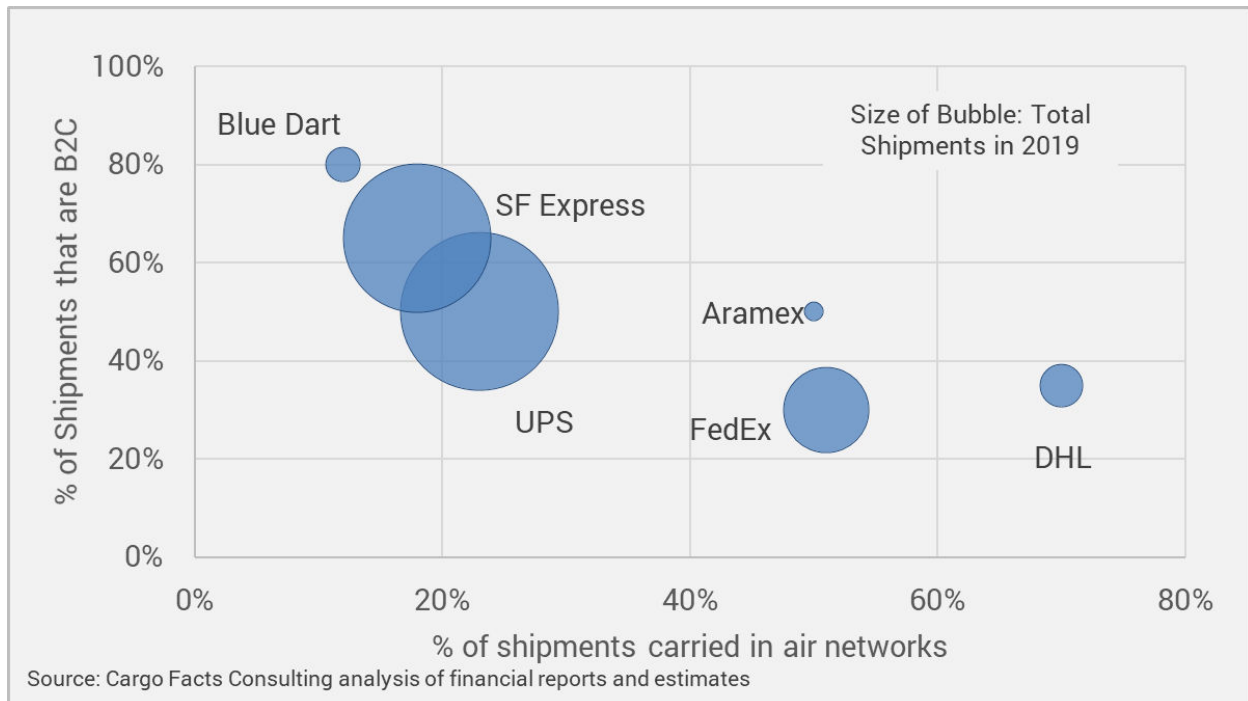 100%
80%
60%
40%
20%
0%
% of Shipments that are B2C
Blue Dart
SF Express
UPS
Aramex
FedEx
DHL
Size of Bubble: Total
Shipments in 2019
0%
20%
40%
60%
80%
% of shipments carried in air networks
Source: Cargo Facts Consulting analysis of financial reports and estimates